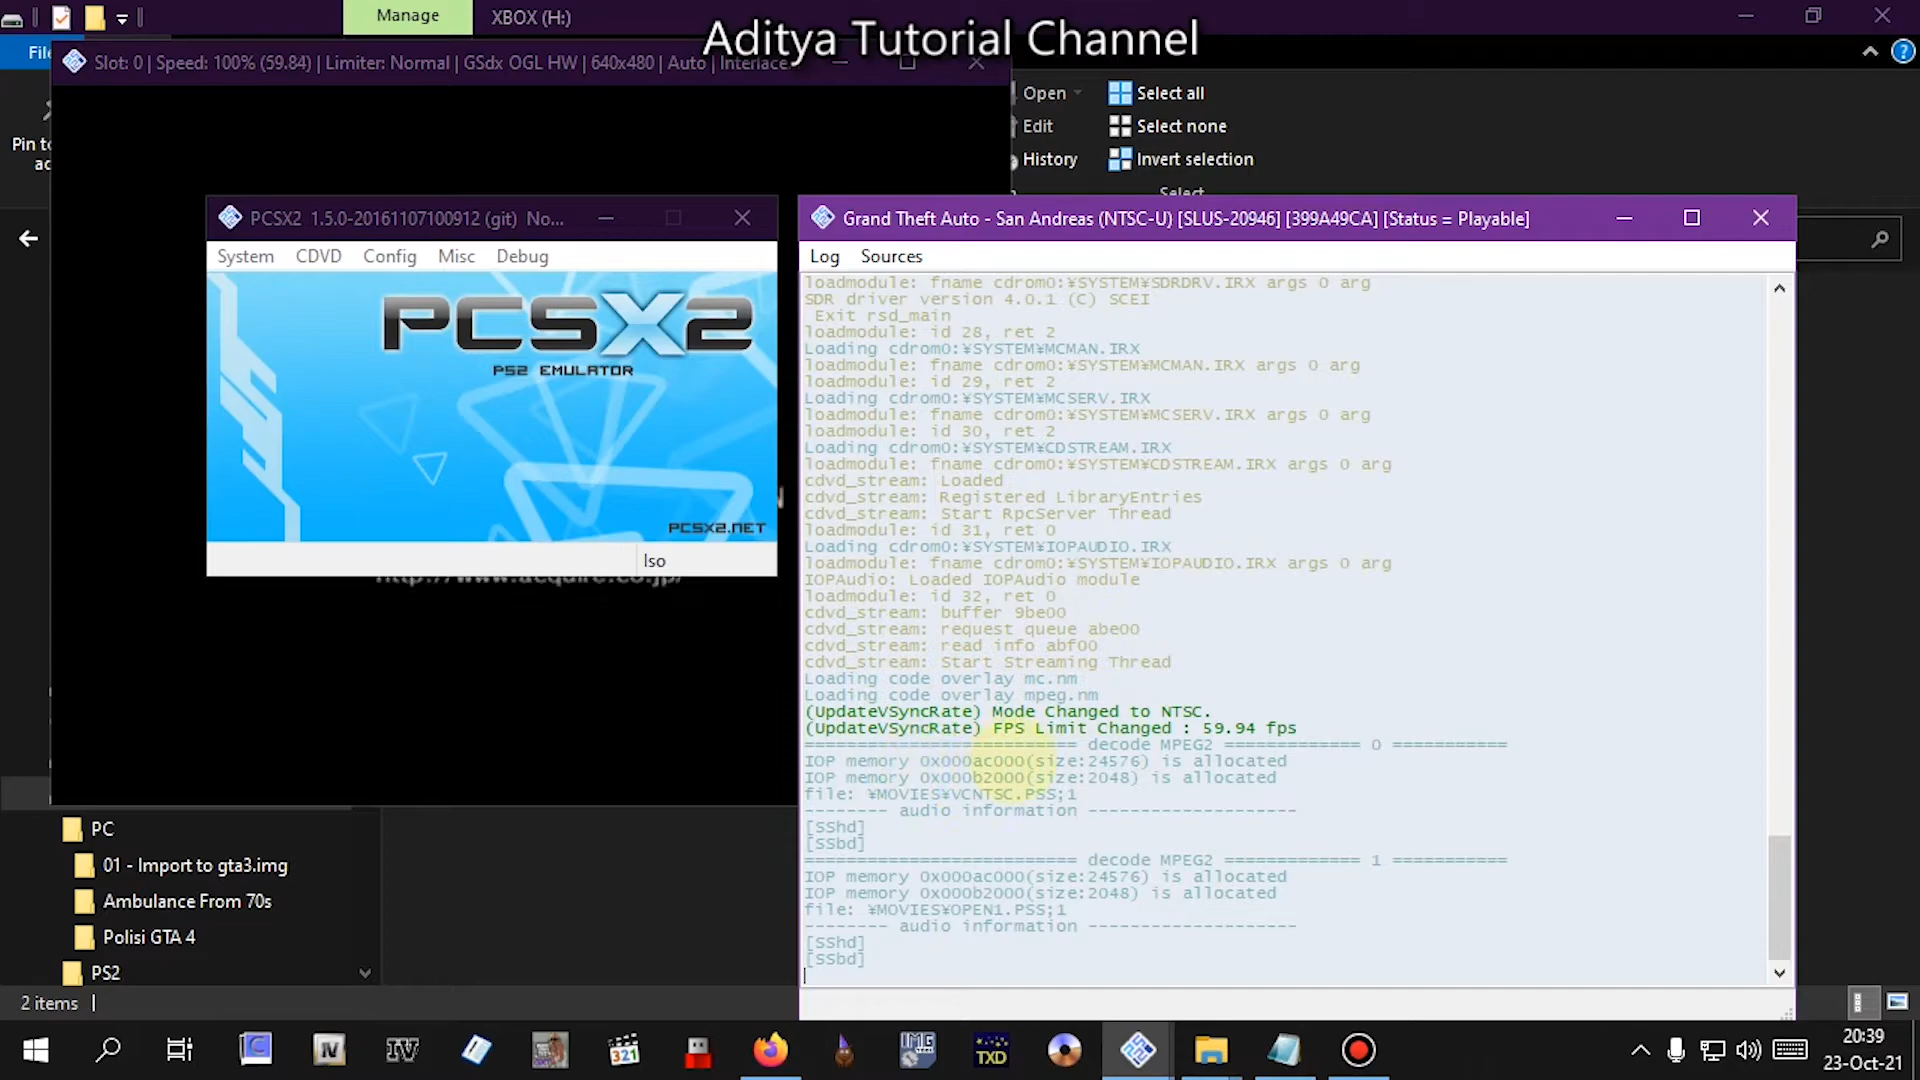 Manage
XBOX (H:)
Aditya Tutorial Channel
File
Slot: 0 | Speed: 100% (59.84) | Limiter: Normal | GSdx OGL HW | 640x480 | Auto | Interlace
Open
Select all
Edit
Select none
Pin to
History
Invert selection
Select
PCSX2 1.5.0-20161107100912 (git) No...
System CDVD Config Misc Debug
PCSX2
PS2 EMULATOR
PCSX2.NET
Iso
http://www.acquire.co.jp/
Grand Theft Auto - San Andreas (NTSC-U) [SLUS-20946] [399A49CA] [Status = Playable]
Log Sources
loadmodule: fname cdrom0:¥SYSTEM¥SDRDRV.IRX args 0 arg
SDR driver version 4.0.1 (C) SCEI
Exit rsd_main
loadmodule: id 28, ret 2
Loading cdrom0:¥SYSTEM¥MCMAN.IRX
loadmodule: fname cdrom0:¥SYSTEM¥MCMAN.IRX args 0 arg
loadmodule: id 29, ret 2
Loading cdrom0:¥SYSTEM¥MCSERV.IRX
loadmodule: fname cdrom0:¥SYSTEM¥MCSERV.IRX args 0 arg
loadmodule: id 30, ret 2
Loading cdrom0:¥SYSTEM¥CDSTREAM.IRX
loadmodule: fname cdrom0:¥SYSTEM¥CDSTREAM.IRX args 0 arg
cdvd_stream: Loaded
cdvd_stream: Registered LibraryEntries
cdvd_stream: Start RpcServer Thread
loadmodule: id 31, ret 0
Loading cdrom0:¥SYSTEM¥IOPAUDIO.IRX
loadmodule: fname cdrom0:¥SYSTEM¥IOPAUDIO.IRX args 0 arg
IOPAudio: Loaded IOPAudio module
loadmodule: id 32, ret 0
cdvd_stream: buffer 9be00
cdvd_stream: request queue abe00
cdvd_stream: read info abf00
cdvd_stream: Start Streaming Thread
Loading code overlay mc.nm
Loading code overlay mpeg.nm
(UpdateVSyncRate) Mode Changed to NTSC.
(UpdateVSyncRate) FPS Limit Changed : 59.94 fps
========================== decode MPEG2 ============= 0 ===========
IOP memory 0x000ac000(size:24576) is allocated
IOP memory 0x000b2000(size:2048) is allocated
file: ¥MOVIES¥VCNTSC.PSS;1
-------- audio information --------------------
[SShd]
[SSbd]
========================== decode MPEG2 ============= 1 ===========
IOP memory 0x000ac000(size:24576) is allocated
IOP memory 0x000b2000(size:2048) is allocated
file: ¥MOVIES¥OPEN1.PSS;1
-------- audio information --------------------
[SShd]
[SSbd]
PC
01 - Import to gta3.img
Ambulance From 70s
Polisi GTA 4
PS2
2 items
IV
IV
321
IMG
TXD
20:39
23-Oct-21